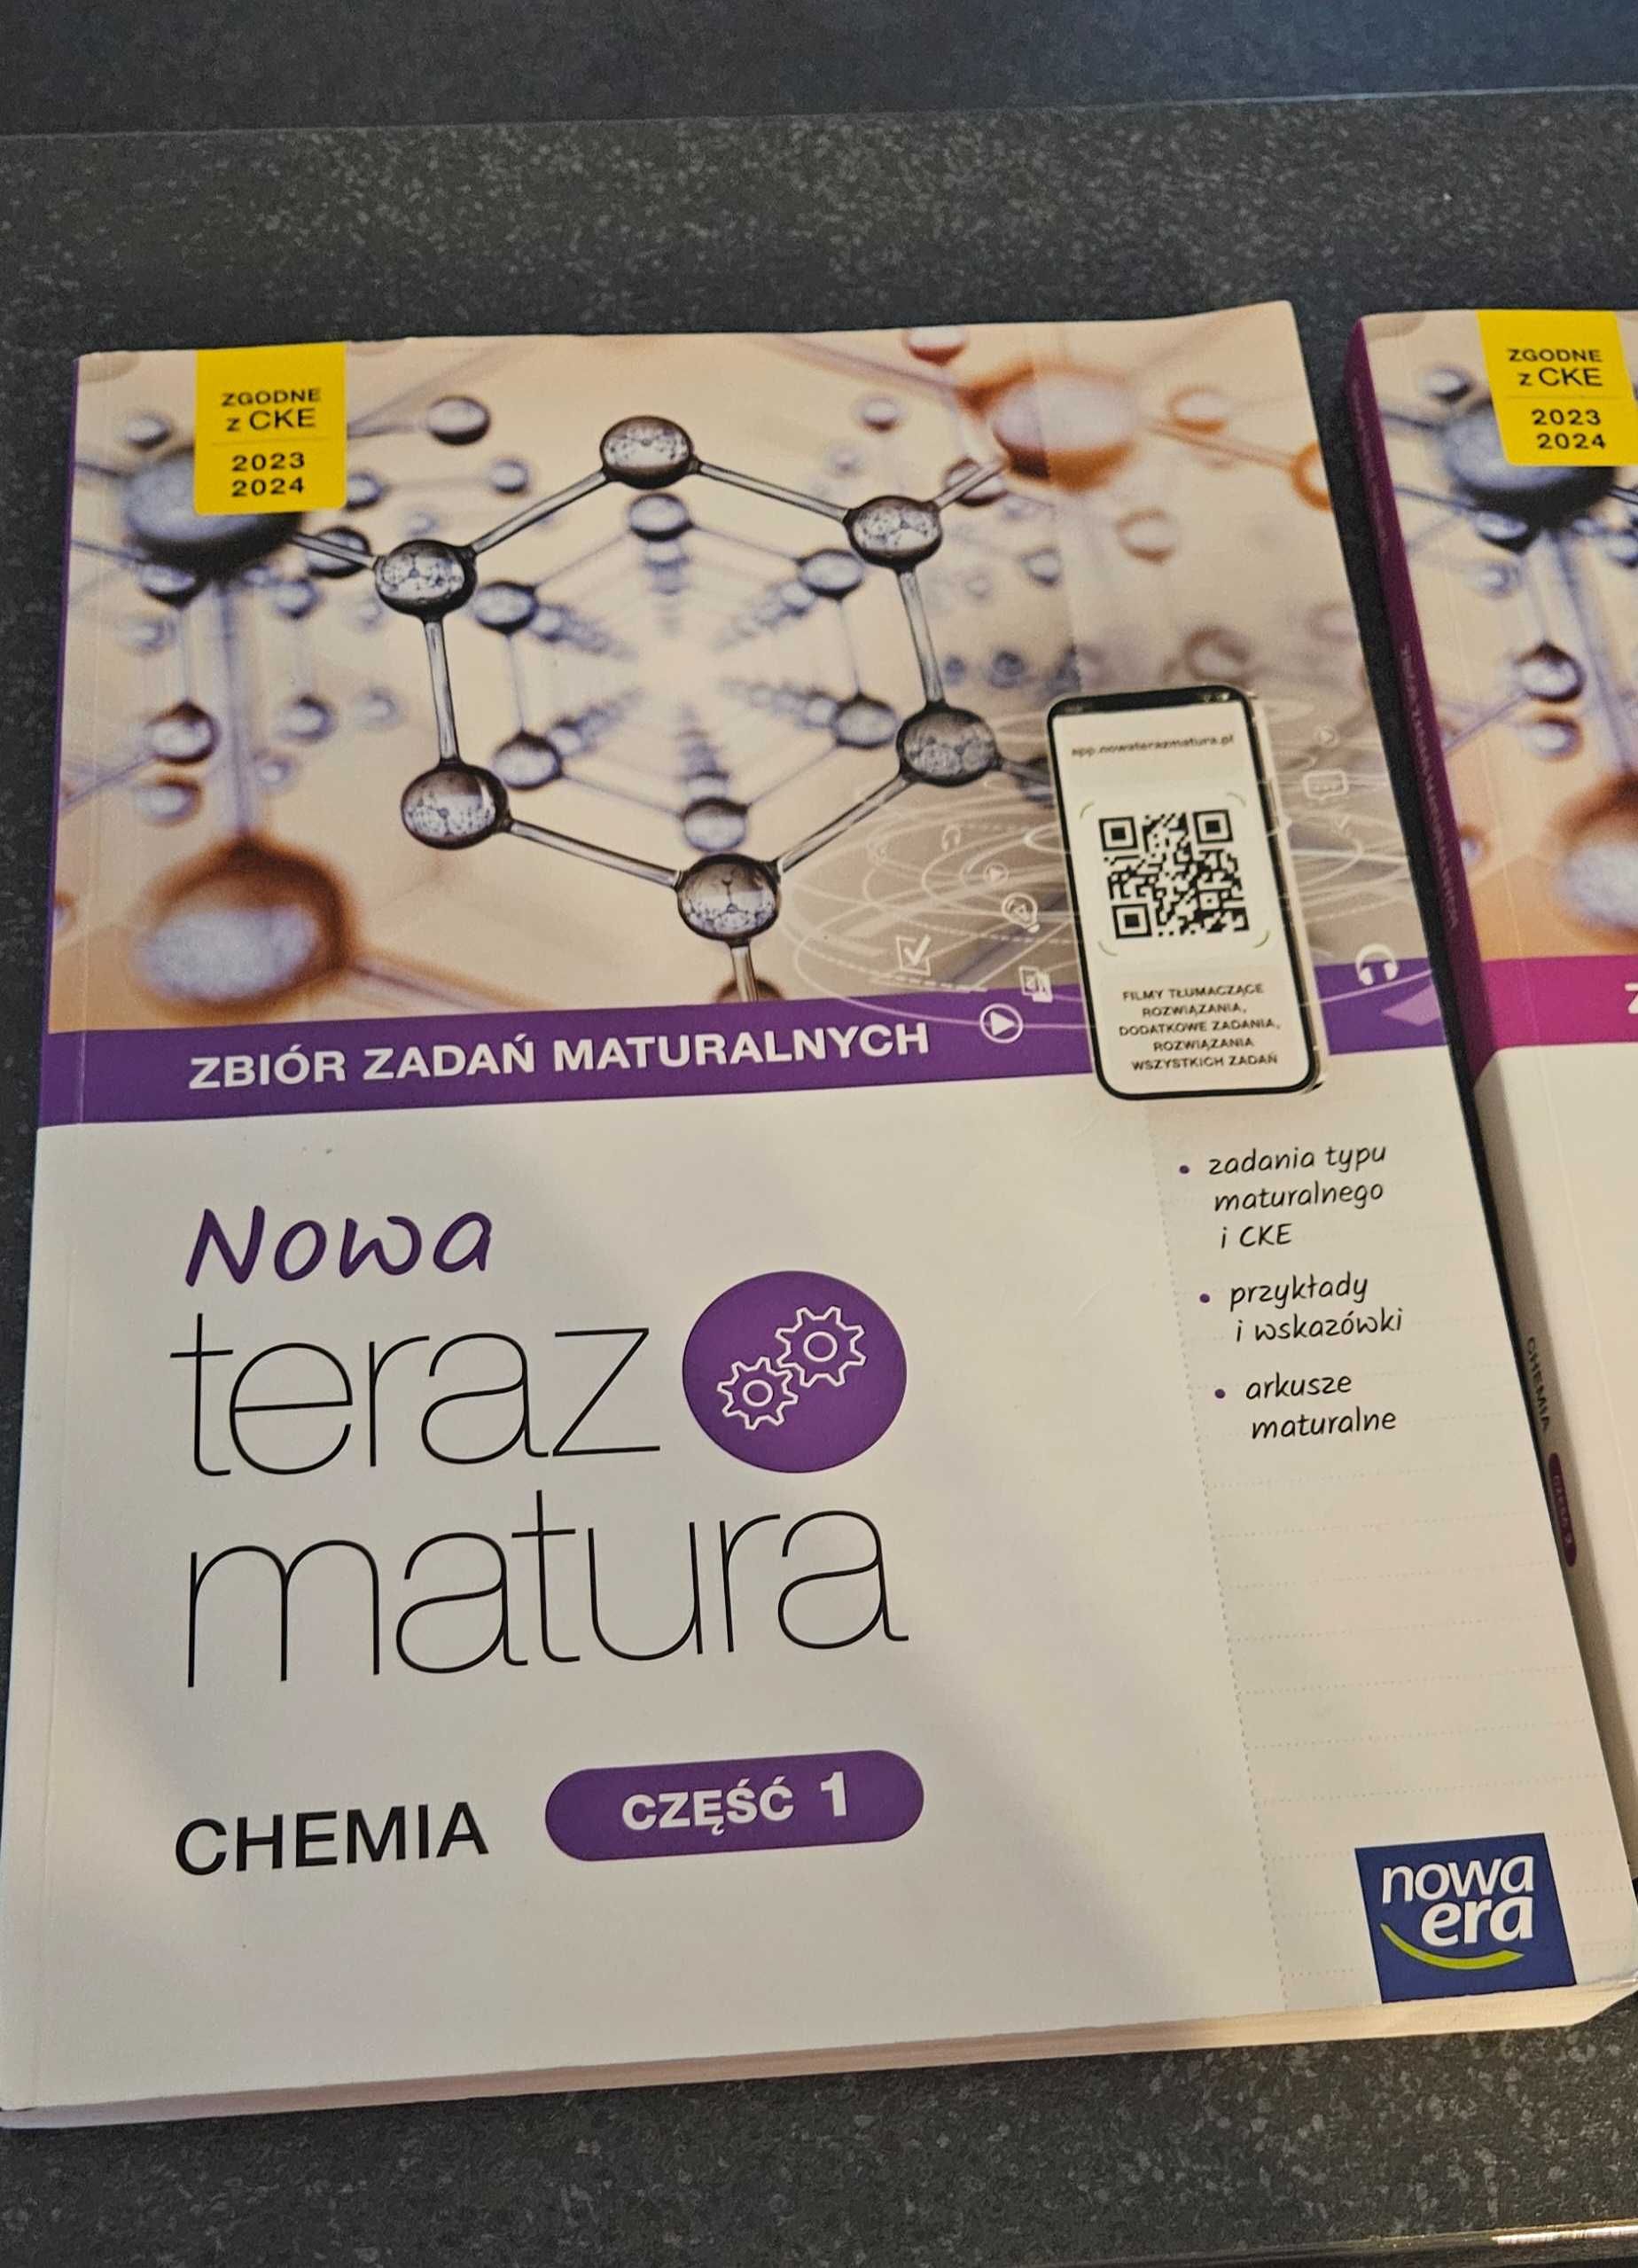 ZGODNE
z CKE
2023
2024
app.nowaterazmatura.pl
FILMY TŁUMACZĄCE
ROZWIĄZANIA,
DODATKOWE ZADANIA,
ROZWIĄZANIA
WSZYSTKICH ZADAŃ
ZBIÓR ZADAŃ MATURALNYCH
Nowa
teraz
matura
CHEMIA
CZĘŚĆ 1
• zadania typu
maturalnego
i CKE
• przykłady
i wskazówki
• arkusze
maturalne
nowa
era
ZGODNE
z CKE
2023
2024
Z
CHEMIA